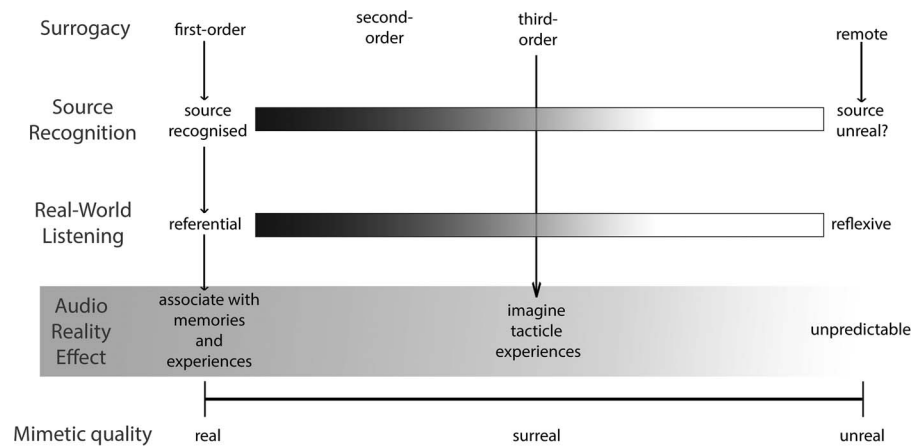 Surrogacy
first-order
second-
order
third-
order
remote
Source
Recognition
source
recognised
source
unreal?
Real-World
Listening
referential
reflexive
Audio
Reality
Effect
associate with
memories
and
experiences
imagine
tacticle
experiences
unpredictable
Mimetic quality
real
surreal
unreal